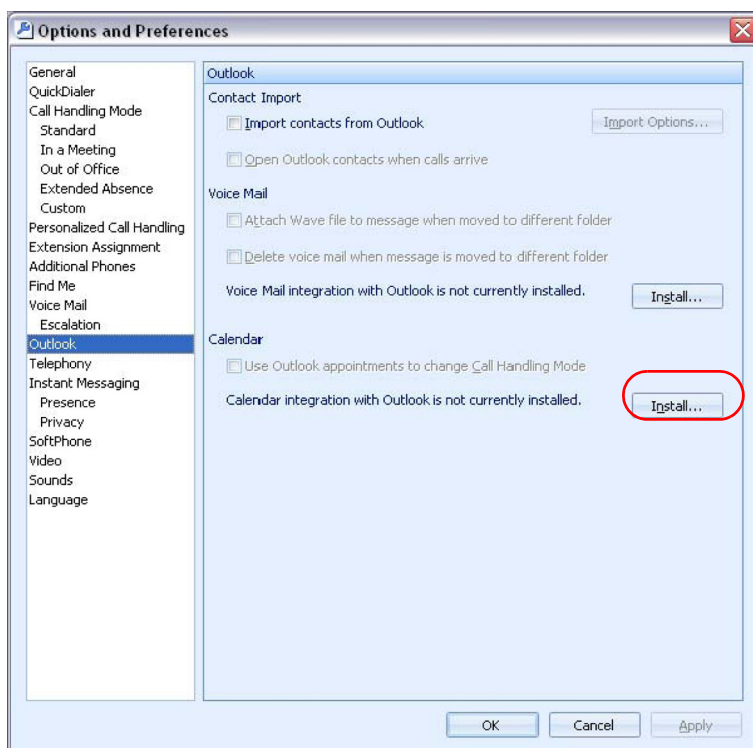 Options and Preferences
General
QuickDialer
Call Handling Mode
Standard
In a Meeting
Out of Office
Extended Absence
Custom
Personalized Call Handling
Extension Assignment
Additional Phones
Find Me
Voice Mail
Escalation
Outlook
Telephony
Instant Messaging
Presence
Privacy
SoftPhone
Video
Sounds
Language
Outlook
Contact Import
Import contacts from Outlook
Import Options...
Open Outlook contacts when calls arrive
Voice Mail
Attach Wave file to message when moved to different folder
Delete voice mail when message is moved to different folder
Voice Mail integration with Outlook is not currently installed.
Install...
Calendar
Use Outlook appointments to change Call Handling Mode
Calendar integration with Outlook is not currently installed.
Install...
OK
Cancel
Apply